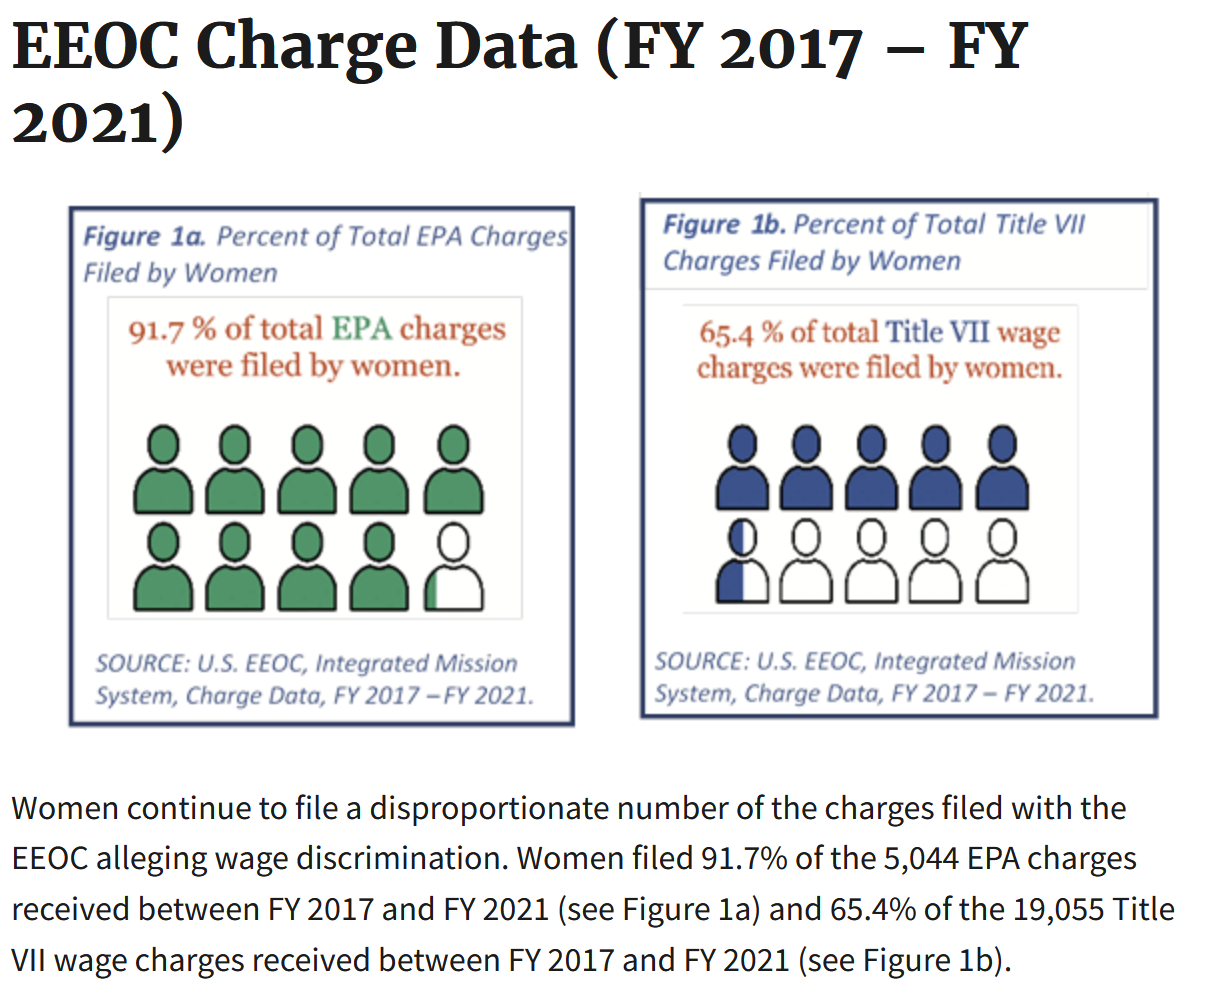 EEOC Charge Data (FY 2017 – FY
2021)
Figure 1a. Percent of Total EPA Charges
Filed by Women
91.7 % of total EPA charges
were filed by women.
SOURCE: U.S. EEOC, Integrated Mission
System, Charge Data, FY 2017 – FY 2021.
Figure 1b. Percent of Total Title VII
Charges Filed by Women
65.4 % of total Title VII wage
charges were filed by women.
SOURCE: U.S. EEOC, Integrated Mission
System, Charge Data, FY 2017 – FY 2021.
Women continue to file a disproportionate number of the charges filed with the
EEOC alleging wage discrimination. Women filed 91.7% of the 5,044 EPA charges
received between FY 2017 and FY 2021 (see Figure 1a) and 65.4% of the 19,055 Title
VII wage charges received between FY 2017 and FY 2021 (see Figure 1b).